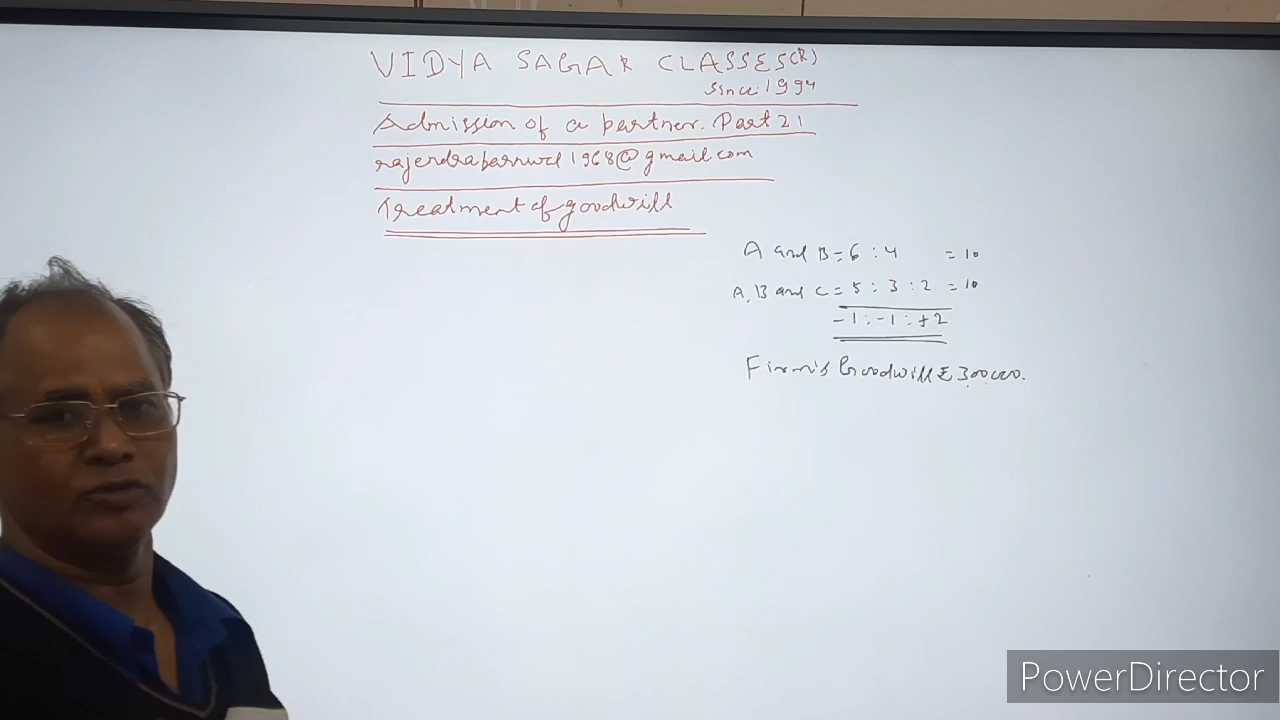 VIDYA SAGAR CLASSES(R)
Since 1994
Admission of a partner. Part 21
rajendrabarnwal1968@gmail.com
Treatment of goodwill
A and B = 6 : 4 = 10
A, B and C = 5 : 3 : 2 = 10
-1 : -1 : +2
Firm's Goodwill ₹ 300000.
PowerDirector